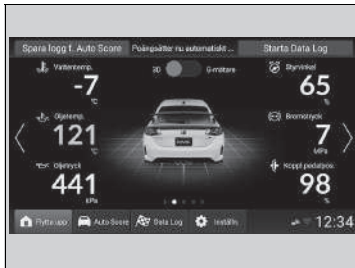 Spara logg f. Auto Score
Poängsätter nu automatiskt ...
Starta Data Log
Vattentemp.
-7
°C
3D
G-mätare
Styrvinkel
65
%
Oljetemp.
121
°C
Bromstryck
7
MPa
Oljetryck
441
kPa
Koppl.pedalpos.
98
%
Flytta upp
Auto Score
Data Log
Inställn.
12:34